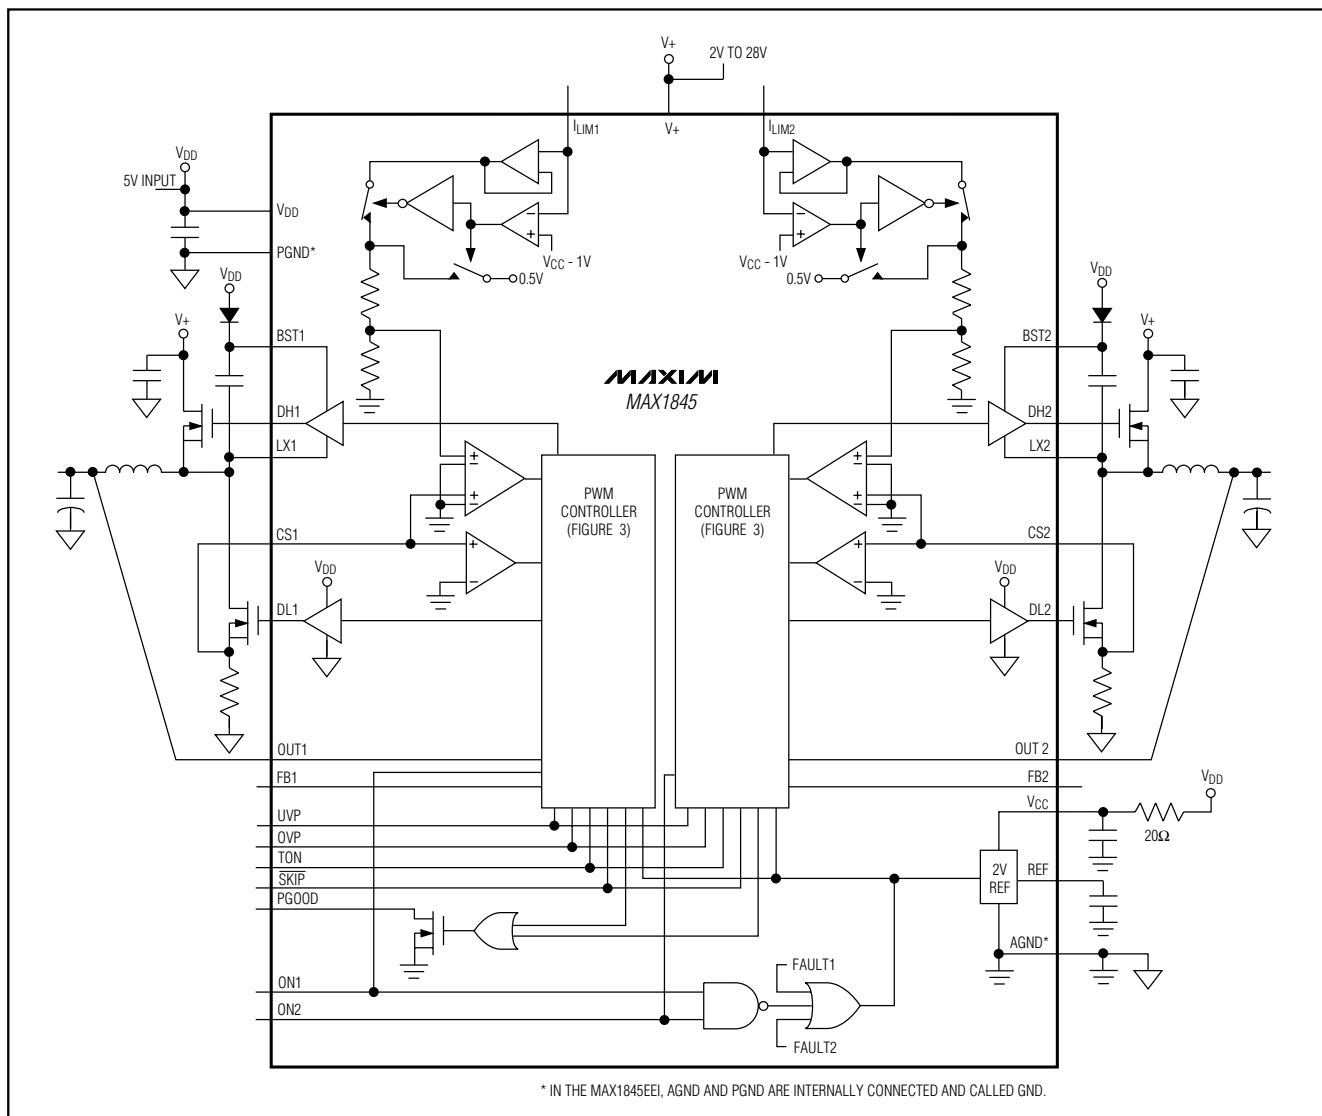 V+
2V TO 28V
ILIM1
V+
ILIM2
VDD
5V INPUT
VDD
PGND*
VCC - 1V
0.5V
VCC - 1V
0.5V
VDD
V+
BST1
DH1
LX1
VDD
V+
BST2
DH2
LX2
MAXIM
MAX1845
+
−
+
−
+
−
+
−
+
−
+
−
+
−
+
−
PWM
CONTROLLER
(FIGURE 3)
PWM
CONTROLLER
(FIGURE 3)
CS1
CS2
VDD
DL1
VDD
DL2
OUT1
OUT 2
FB1
FB2
VDD
VCC
20Ω
UVP
OVP
TON
SKIP
PGOOD
2V
REF
REF
AGND*
FAULT1
ON1
ON2
FAULT2
* IN THE MAX1845EEI, AGND AND PGND ARE INTERNALLY CONNECTED AND CALLED GND.